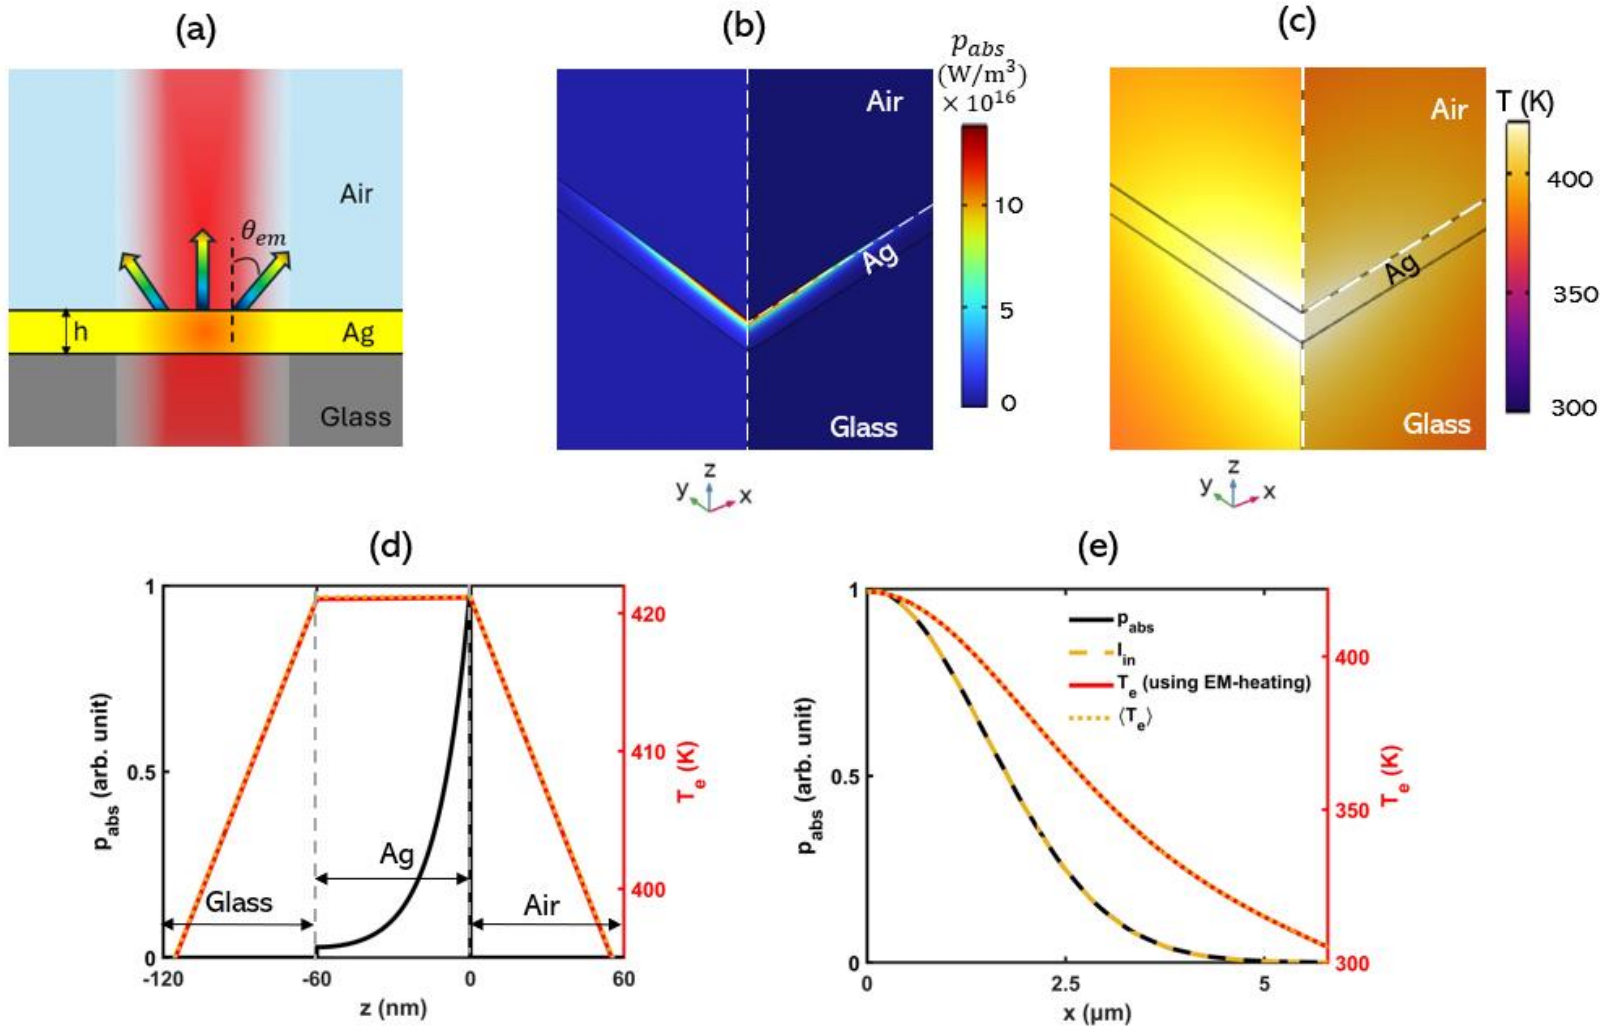 (a)
Air
θem
h
Ag
Glass
(b)
pabs
(W/m³)
× 10¹⁶
Air
Ag
Glass
10
5
0
z
y
x
(c)
T (K)
Air
Ag
Glass
400
350
300
z
y
x
(d)
pabs (arb. unit)
1
0.5
0
Glass
Ag
Air
-120
-60
0
60
z (nm)
420
410
400
Te (K)
(e)
pabs (arb. unit)
1
0.5
0
pabs
Iin
Te (using EM-heating)
⟨Te⟩
0
2.5
5
x (μm)
400
350
300
Te (K)